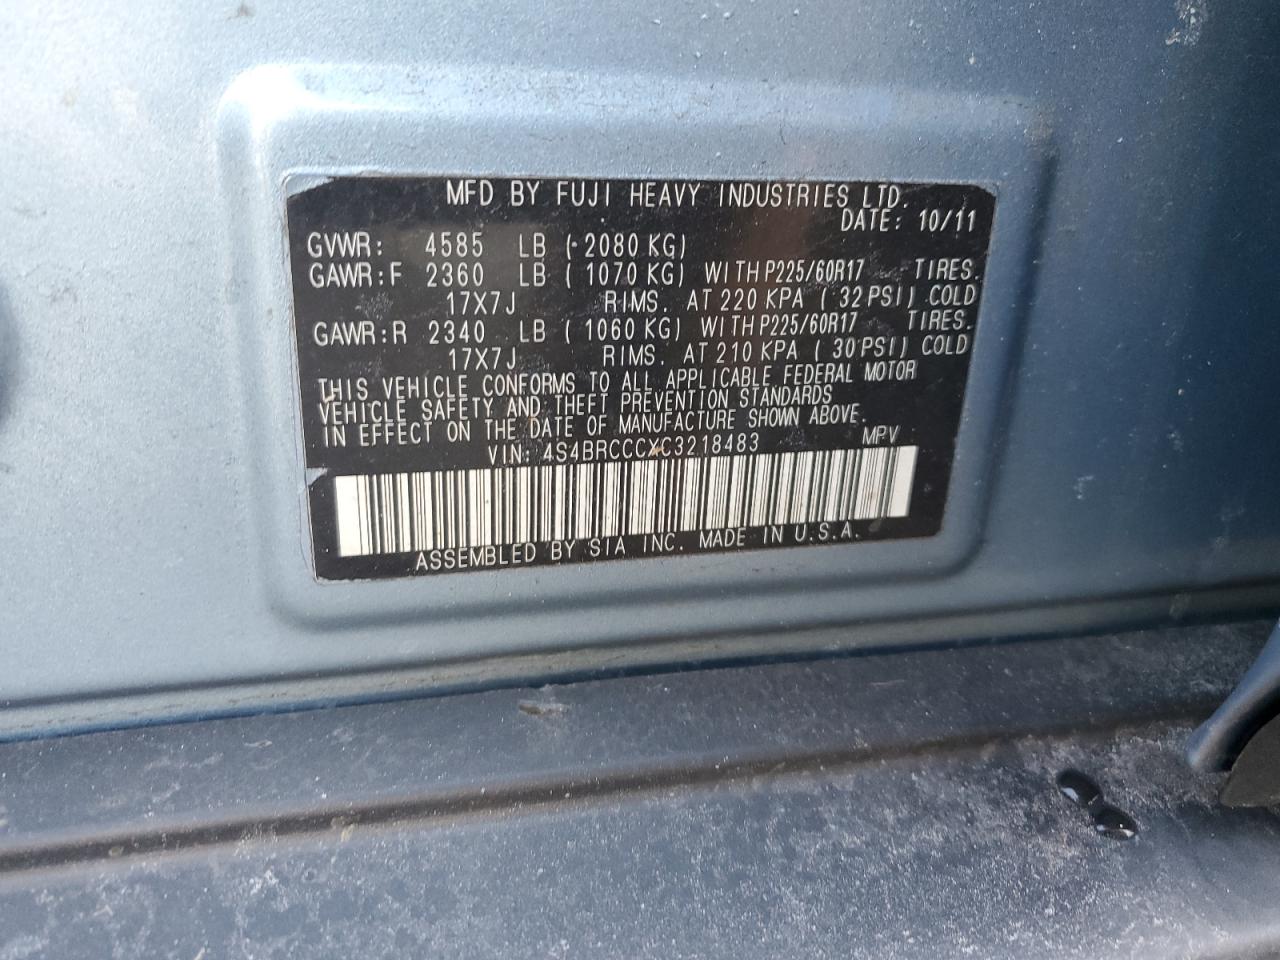 MFD BY FUJI HEAVY INDUSTRIES LTD.
DATE: 10/11
GVWR: 4585 LB ( 2080 KG)
GAWR:F 2360 LB ( 1070 KG) WITH P225/60R17 TIRES.
17X7J RIMS. AT 220 KPA ( 32 PSI) COLD
GAWR:R 2340 LB ( 1060 KG) WITH P225/60R17 TIRES.
17X7J RIMS. AT 210 KPA ( 30 PSI) COLD
THIS VEHICLE CONFORMS TO ALL APPLICABLE FEDERAL MOTOR
VEHICLE SAFETY AND THEFT PREVENTION STANDARDS
IN EFFECT ON THE DATE OF MANUFACTURE SHOWN ABOVE.
VIN: 4S4BRCCCXC3218483 MPV
ASSEMBLED BY SIA INC. MADE IN U.S.A.